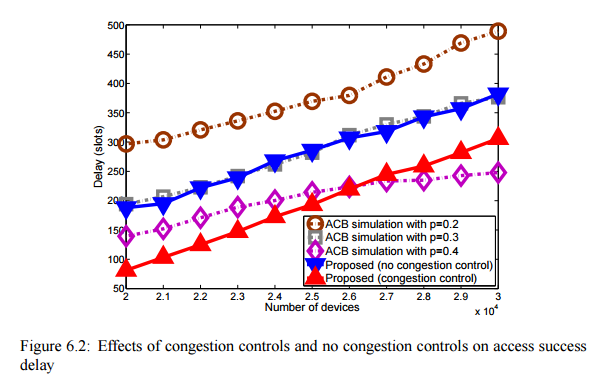 500
450
400
350
300
250
200
150
100
50
Delay (slots)
2
2.1
2.2
2.3
2.4
2.5
2.6
2.7
2.8
2.9
3
x 10⁴
Number of devices
ACB simulation with p=0.2
ACB simulation with p=0.3
ACB simulation with p=0.4
Proposed (no congestion control)
Proposed (congestion control)
Figure 6.2: Effects of congestion controls and no congestion controls on access success
delay